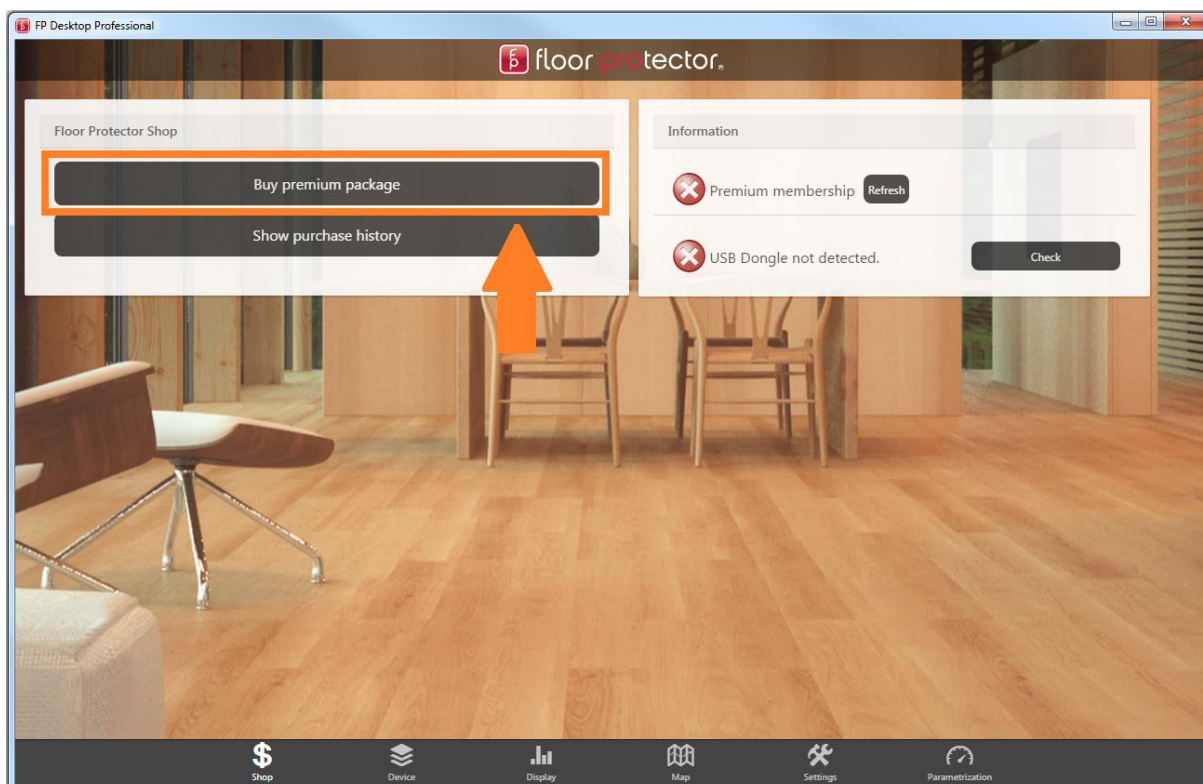 FP Desktop Professional
floor protector®
Floor Protector Shop
Buy premium package
Show purchase history
Information
Premium membership Refresh
USB Dongle not detected. Check
Shop Device Display Map Settings Parametrization